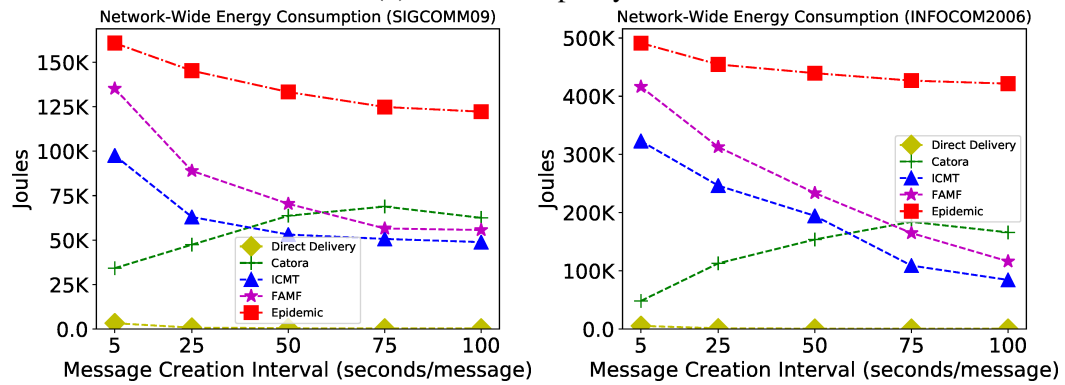 Network-Wide Energy Consumption (SIGCOMM09)
150K
125K
100K
75K
50K
25K
0.0
Joules
5 25 50 75 100
Message Creation Interval (seconds/message)
Direct Delivery
Catora
ICMT
FAMF
Epidemic
Network-Wide Energy Consumption (INFOCOM2006)
500K
400K
300K
200K
100K
0.0
Joules
5 25 50 75 100
Message Creation Interval (seconds/message)
Direct Delivery
Catora
ICMT
FAMF
Epidemic